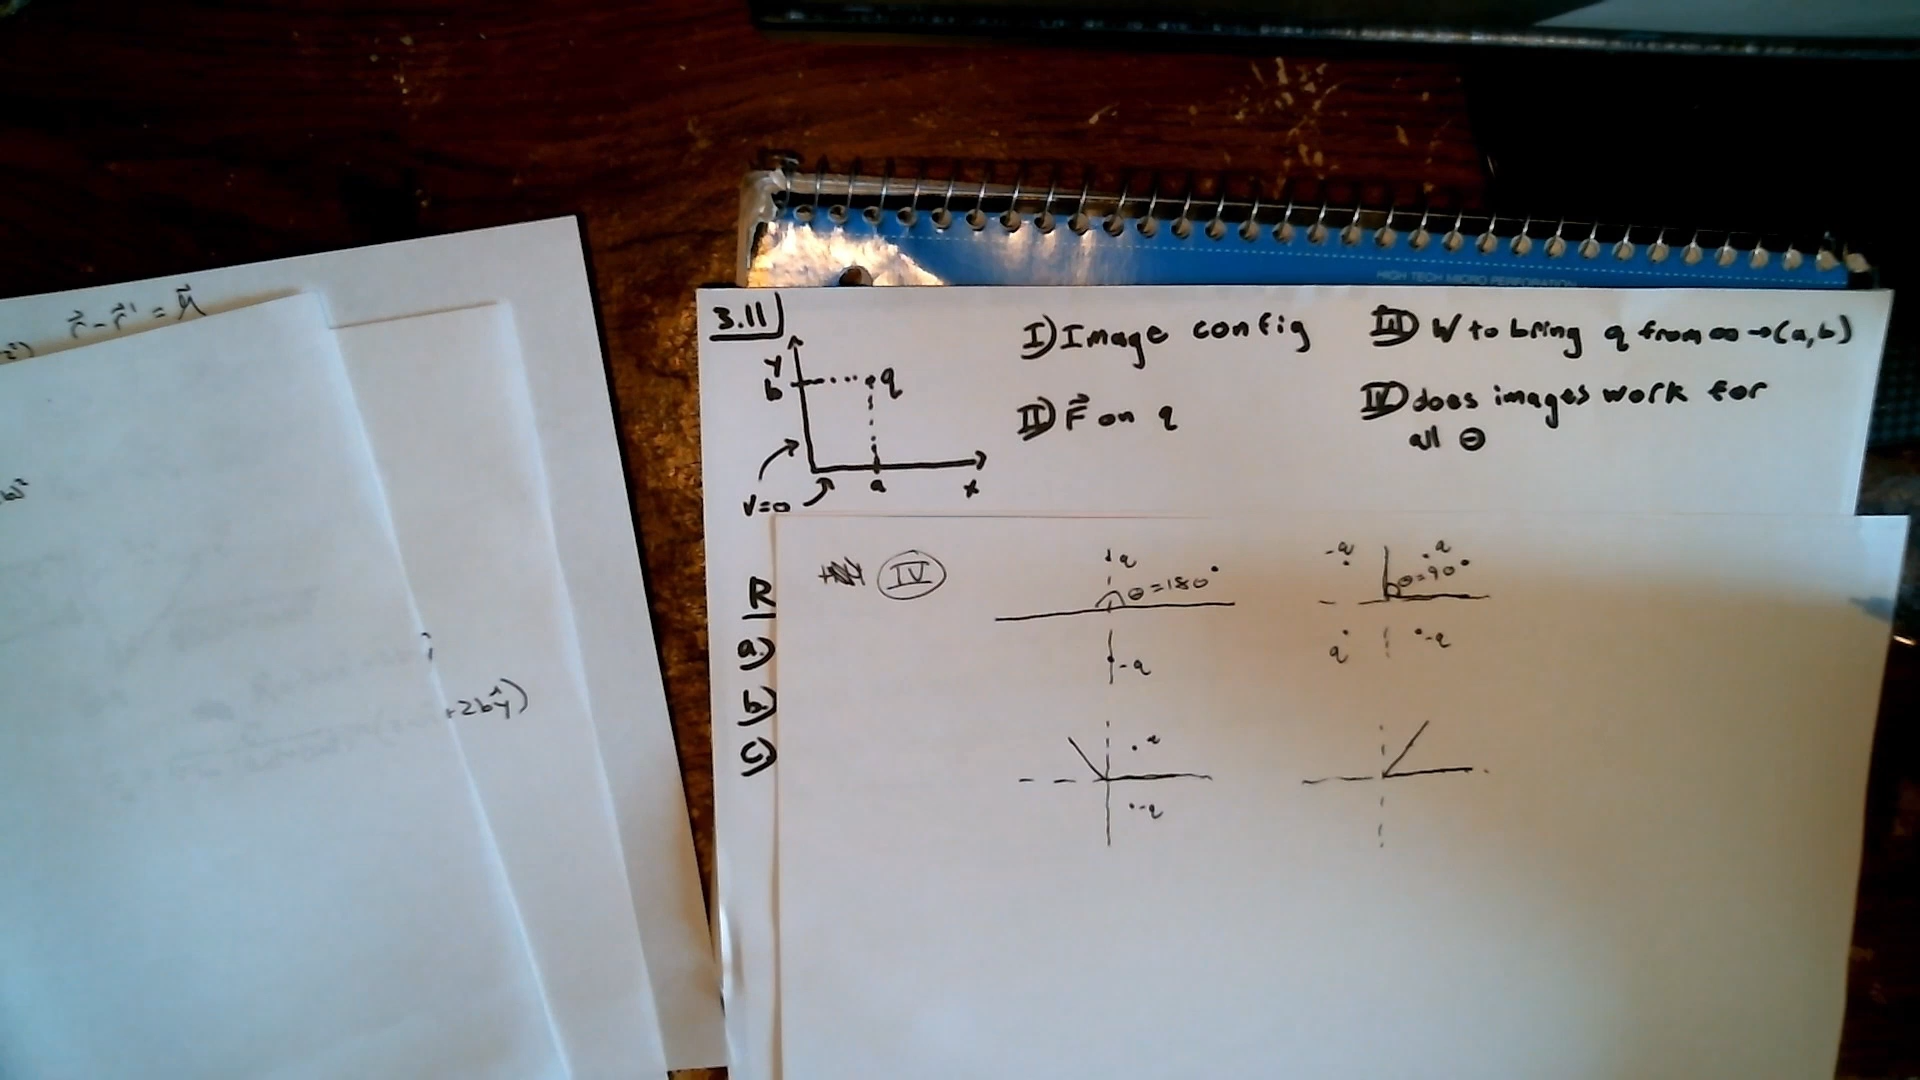 r⃗ - r⃗' = 
+2bŷ)
HIGH TECH MICRO PERFORATION
3.11
y
b
q
a
x
V=0
I) Image config
II) F⃗ on q
III) W to bring q from ∞→(a,b)
IV) does images work for
all θ
R
a)
b)
c)
IV
q
θ=180°
-q
-q
q
θ=90°
q
-q
q
-q